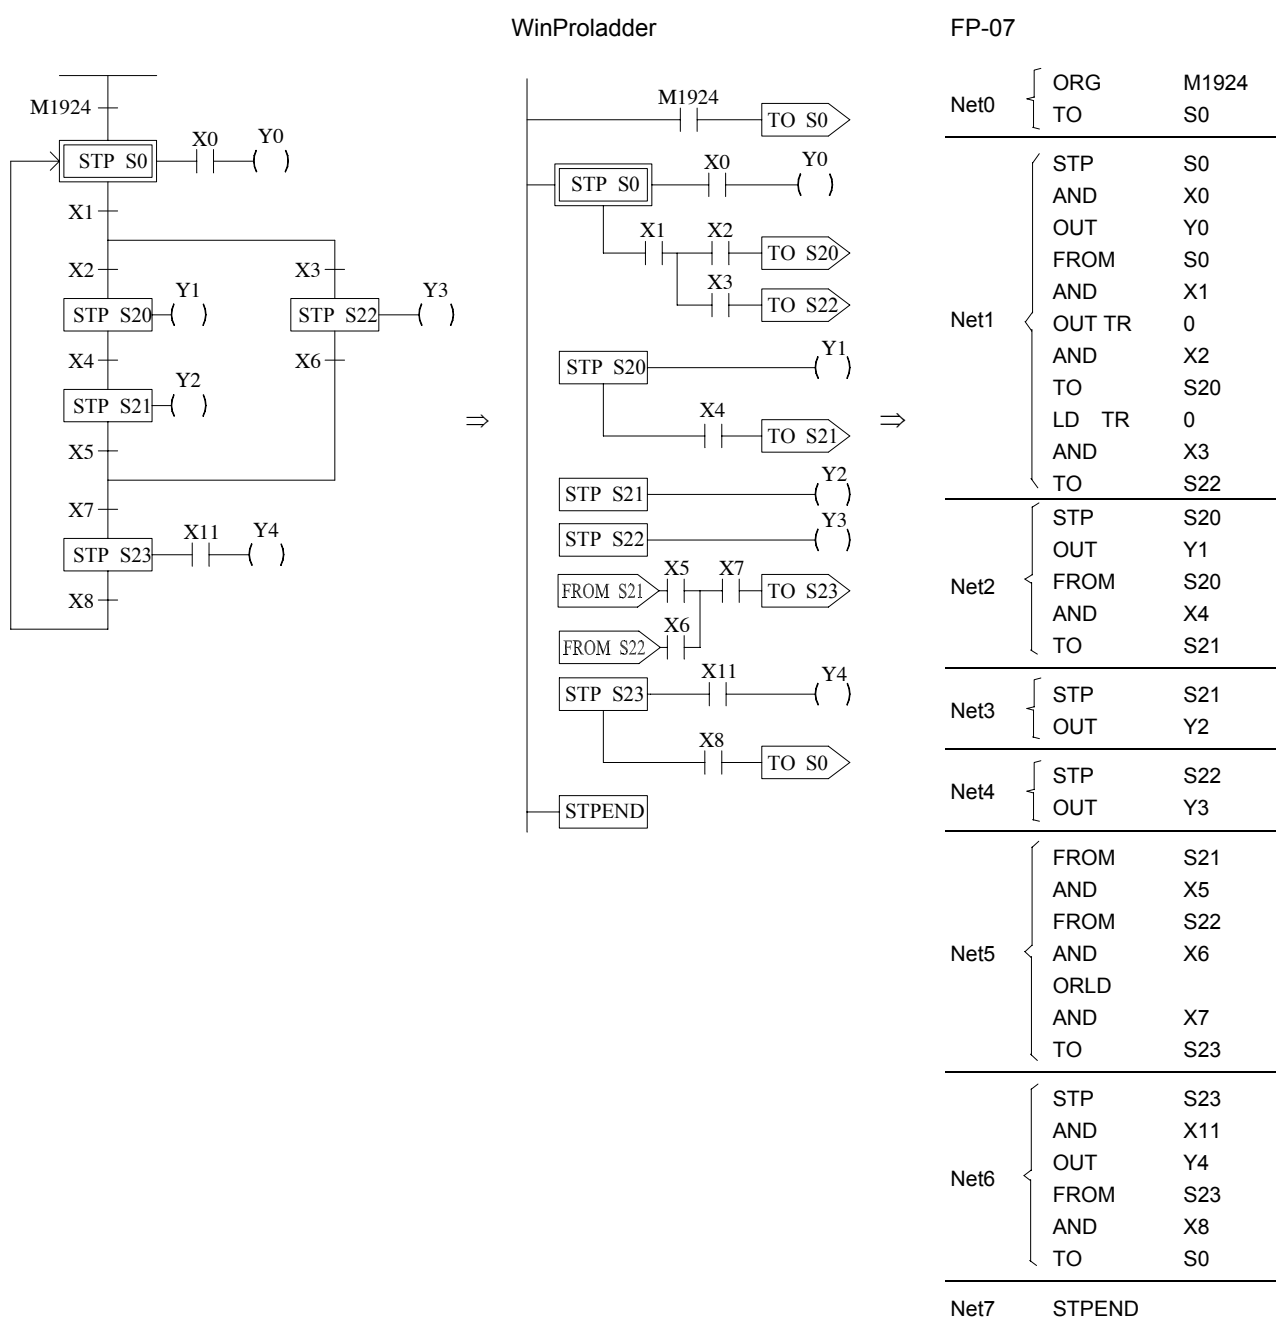 WinProladder
FP-07
M1924
STP S0
X0
Y0
X1
X2
X3
STP S20
Y1
STP S22
Y3
X4
X6
STP S21
Y2
X5
X7
STP S23
X11
Y4
X8
⇒
M1924
TO S0
STP S0
X0
Y0
X1
X2
TO S20
X3
TO S22
STP S20
Y1
X4
TO S21
STP S21
Y2
STP S22
Y3
FROM S21
X5
X7
TO S23
FROM S22
X6
STP S23
X11
Y4
X8
TO S0
STPEND
⇒
Net0
ORG M1924
TO S0
Net1
STP S0
AND X0
OUT Y0
FROM S0
AND X1
OUT TR 0
AND X2
TO S20
LD TR 0
AND X3
TO S22
Net2
STP S20
OUT Y1
FROM S20
AND X4
TO S21
Net3
STP S21
OUT Y2
Net4
STP S22
OUT Y3
Net5
FROM S21
AND X5
FROM S22
AND X6
ORLD
AND X7
TO S23
Net6
STP S23
AND X11
OUT Y4
FROM S23
AND X8
TO S0
Net7 STPEND